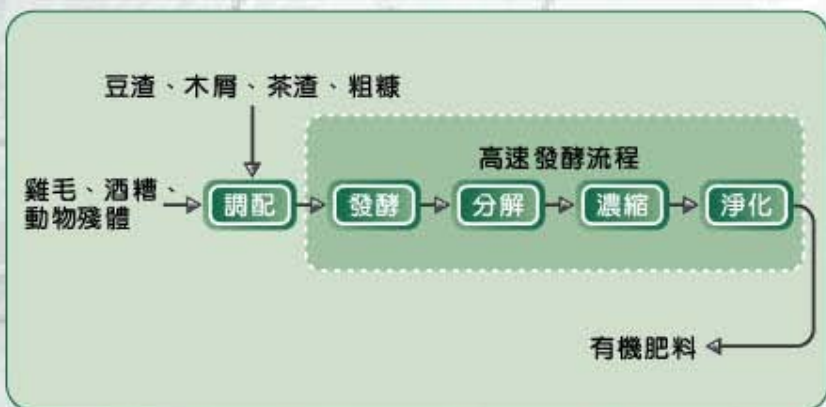 豆渣、木屑、茶渣、粗糠
高速發酵流程
雞毛、酒糟、
動物殘體
調配
發酵
分解
濃縮
淨化
有機肥料